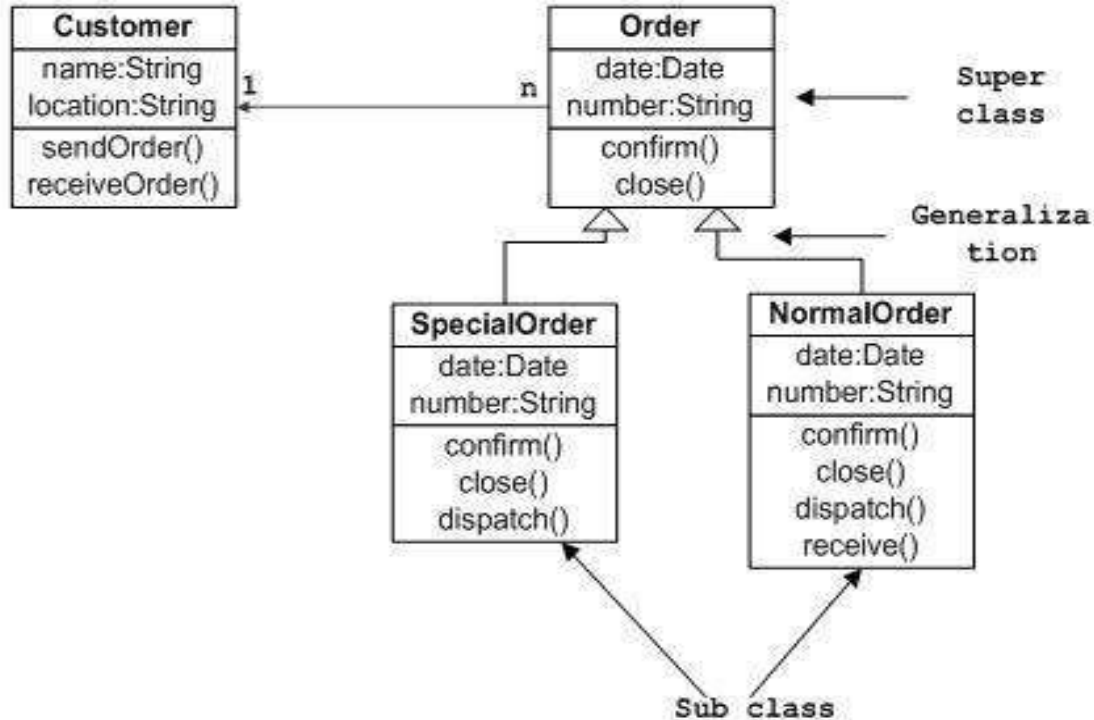 Customer
name:String
location:String
sendOrder()
receiveOrder()
1
n
Order
date:Date
number:String
confirm()
close()
Super
class
Generaliza
tion
SpecialOrder
date:Date
number:String
confirm()
close()
dispatch()
NormalOrder
date:Date
number:String
confirm()
close()
dispatch()
receive()
Sub class